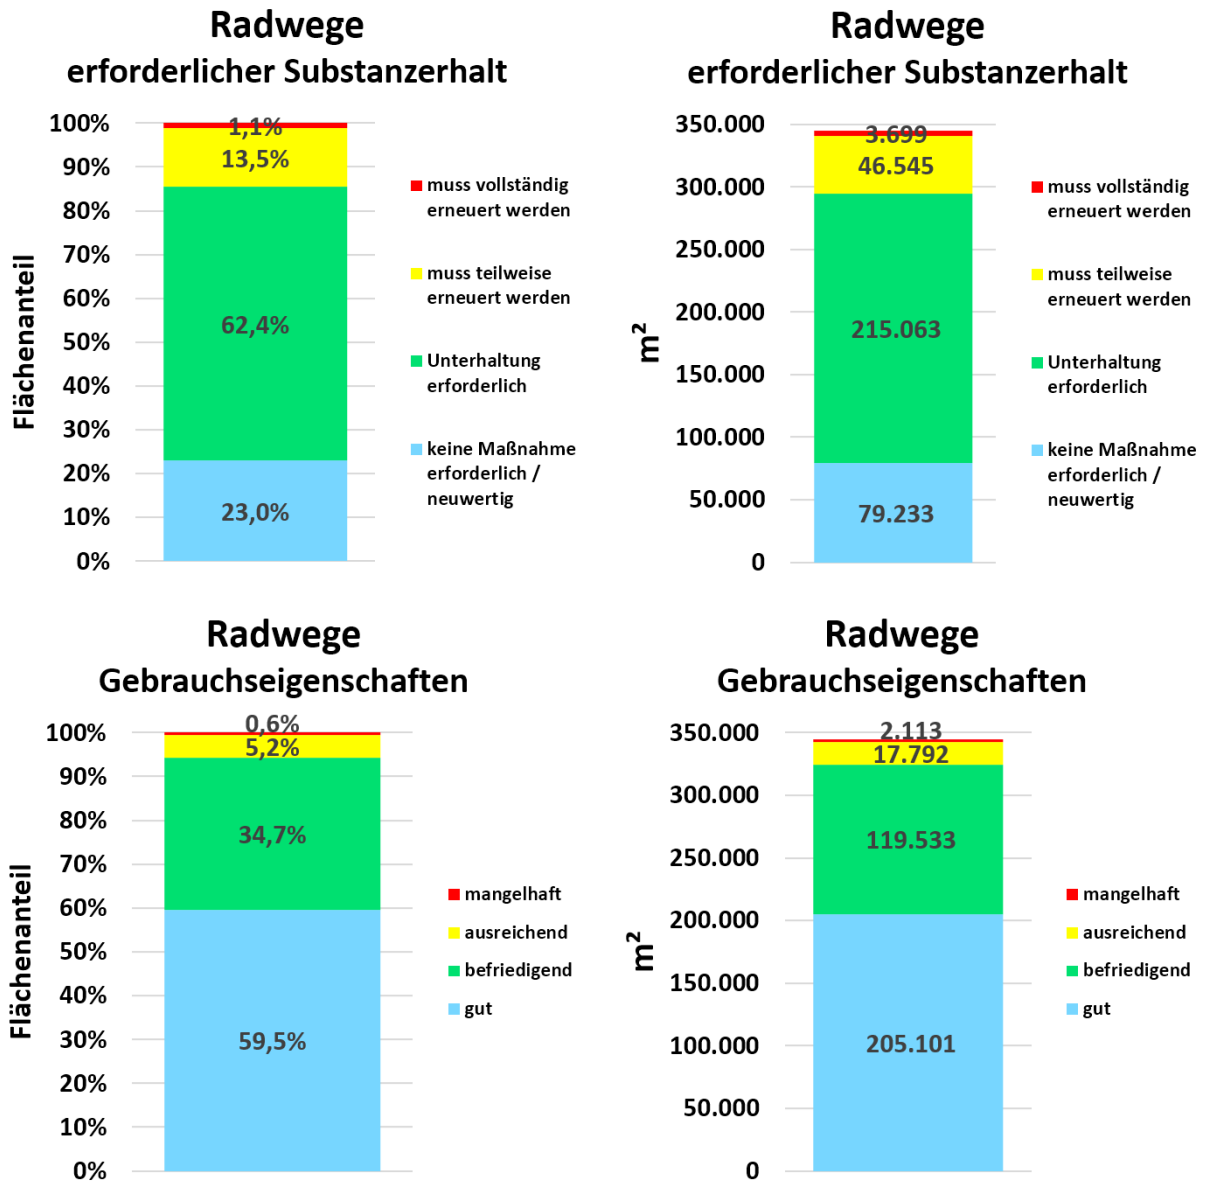 Radwege
erforderlicher Substanzerhalt
Flächenanteil
100%
90%
80%
70%
60%
50%
40%
30%
20%
10%
0%
1,1%
13,5%
62,4%
23,0%
muss vollständig
erneuert werden
muss teilweise
erneuert werden
Unterhaltung
erforderlich
keine Maßnahme
erforderlich /
neuwertig
Radwege
erforderlicher Substanzerhalt
m²
350.000
300.000
250.000
200.000
150.000
100.000
50.000
0
3.699
46.545
215.063
79.233
muss vollständig
erneuert werden
muss teilweise
erneuert werden
Unterhaltung
erforderlich
keine Maßnahme
erforderlich /
neuwertig
Radwege
Gebrauchseigenschaften
Flächenanteil
100%
90%
80%
70%
60%
50%
40%
30%
20%
10%
0%
0,6%
5,2%
34,7%
59,5%
mangelhaft
ausreichend
befriedigend
gut
Radwege
Gebrauchseigenschaften
m²
350.000
300.000
250.000
200.000
150.000
100.000
50.000
0
2.113
17.792
119.533
205.101
mangelhaft
ausreichend
befriedigend
gut